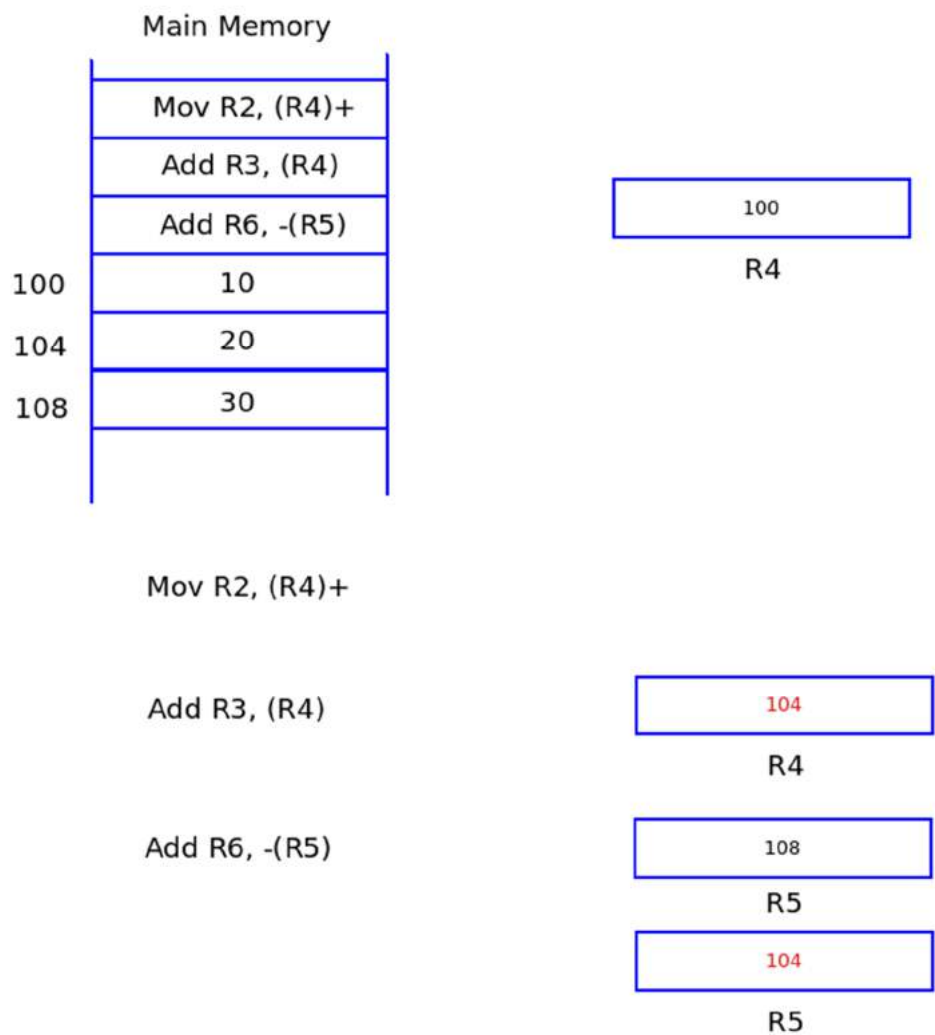 Main Memory
Mov R2, (R4)+
Add R3, (R4)
Add R6, -(R5)
100
R4
100 10
104 20
108 30
Mov R2, (R4)+
Add R3, (R4)
104
R4
Add R6, -(R5)
108
R5
104
R5